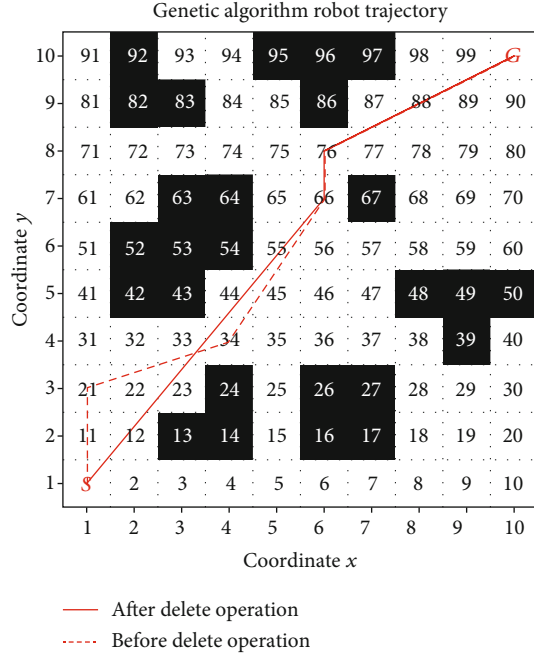 Genetic algorithm robot trajectory
10 91 92 93 94 95 96 97 98 99 G
9 81 82 83 84 85 86 87 88 89 90
8 71 72 73 74 75 76 77 78 79 80
7 61 62 63 64 65 66 67 68 69 70
6 51 52 53 54 55 56 57 58 59 60
5 41 42 43 44 45 46 47 48 49 50
4 31 32 33 34 35 36 37 38 39 40
3 21 22 23 24 25 26 27 28 29 30
2 11 12 13 14 15 16 17 18 19 20
1 S 2 3 4 5 6 7 8 9 10
1 2 3 4 5 6 7 8 9 10
Coordinate y
Coordinate x
After delete operation
Before delete operation